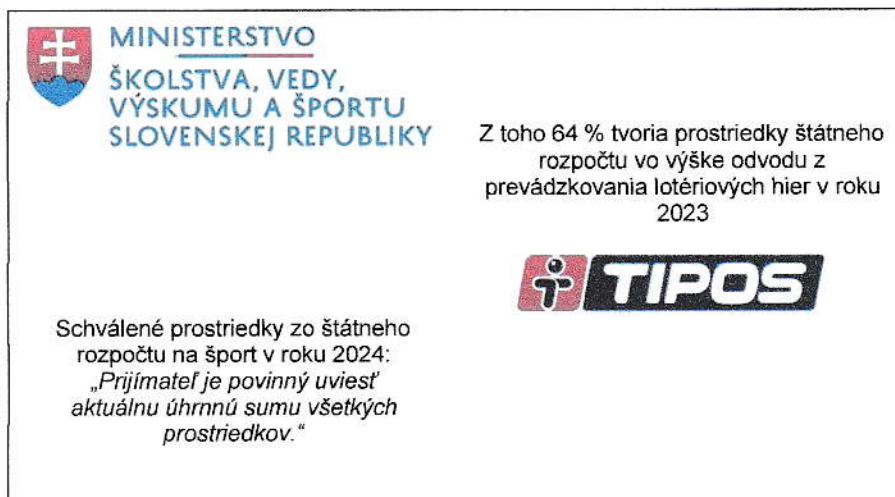 MINISTERSTVO
ŠKOLSTVA, VEDY,
VÝSKUMU A ŠPORTU
SLOVENSKEJ REPUBLIKY
Schválené prostriedky zo štátneho
rozpočtu na šport v roku 2024:
„Prijímateľ je povinný uviesť
aktuálnu úhrnnú sumu všetkých
prostriedkov.“
Z toho 64 % tvoria prostriedky štátneho
rozpočtu vo výške odvodu z
prevádzkovania lotériových hier v roku
2023
TIPOS